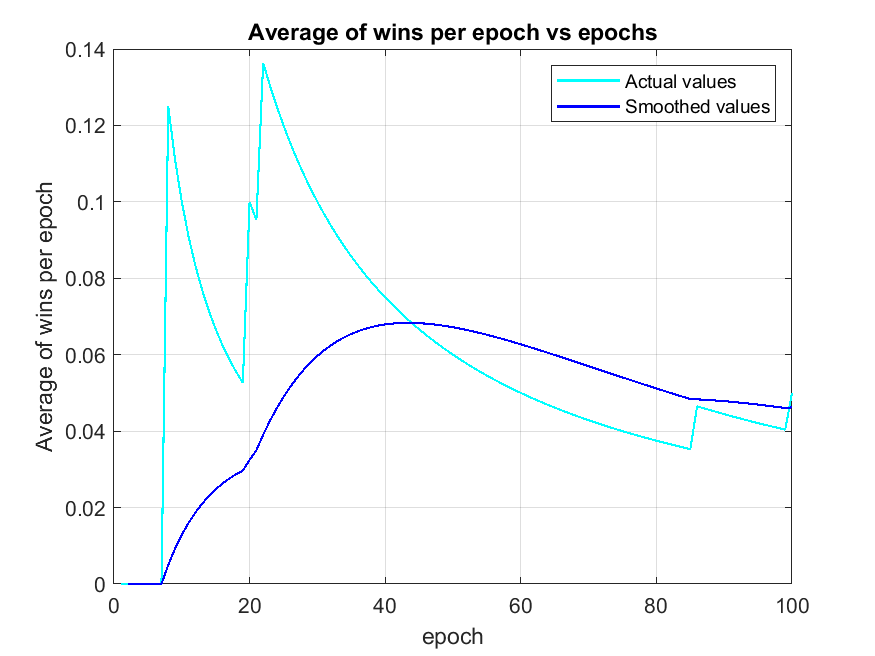 Average of wins per epoch vs epochs
Actual values
Smoothed values
Average of wins per epoch
0.14
0.12
0.1
0.08
0.06
0.04
0.02
0
0 20 40 60 80 100
epoch